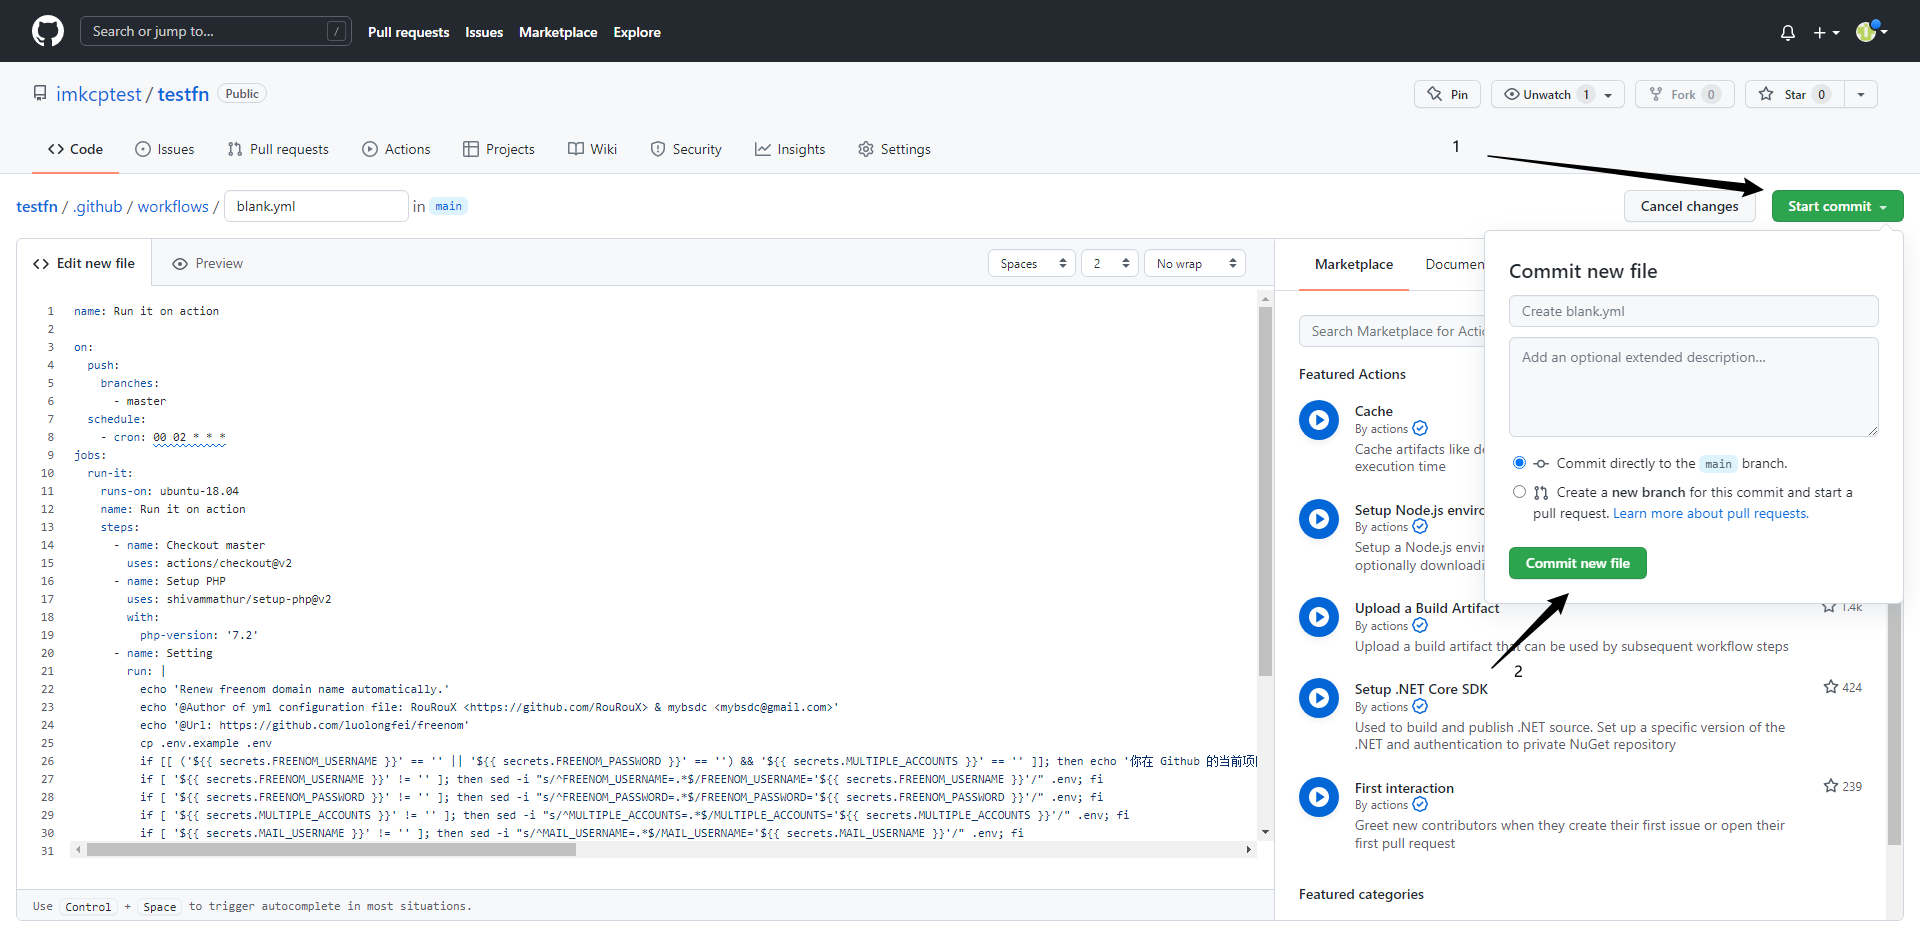 Search or jump to... /
Pull requests Issues Marketplace Explore
imkcptest / testfn Public
Pin
Unwatch 1
Fork 0
Star 0
Code Issues Pull requests Actions Projects Wiki Security Insights Settings
1
testfn / .github / workflows / blank.yml in main
Cancel changes
Start commit
Edit new file
Preview
Spaces 2 No wrap
1 name: Run it on action
2
3 on:
4 push:
5 branches:
6 - master
7 schedule:
8 - cron: 00 02 * * *
9 jobs:
10 run-it:
11 runs-on: ubuntu-18.04
12 name: Run it on action
13 steps:
14 - name: Checkout master
15 uses: actions/checkout@v2
16 - name: Setup PHP
17 uses: shivammathur/setup-php@v2
18 with:
19 php-version: '7.2'
20 - name: Setting
21 run: |
22 echo 'Renew freenom domain name automatically.'
23 echo '@Author of yml configuration file: RouRouX <https://github.com/RouRouX> & mybsdc <mybsdc@gmail.com>'
24 echo '@Url: https://github.com/luolongfei/freenom'
25 cp .env.example .env
26 if [[ ('${{ secrets.FREENOM_USERNAME }}' == '' || '${{ secrets.FREENOM_PASSWORD }}' == '') && '${{ secrets.MULTIPLE_ACCOUNTS }}' == '' ]]; then echo '你在 Github 的当前项
27 if [ '${{ secrets.FREENOM_USERNAME }}' != '' ]; then sed -i "s/^FREENOM_USERNAME=.*$/FREENOM_USERNAME='${{ secrets.FREENOM_USERNAME }}'/" .env; fi
28 if [ '${{ secrets.FREENOM_PASSWORD }}' != '' ]; then sed -i "s/^FREENOM_PASSWORD=.*$/FREENOM_PASSWORD='${{ secrets.FREENOM_PASSWORD }}'/" .env; fi
29 if [ '${{ secrets.MULTIPLE_ACCOUNTS }}' != '' ]; then sed -i "s/^MULTIPLE_ACCOUNTS=.*$/MULTIPLE_ACCOUNTS='${{ secrets.MULTIPLE_ACCOUNTS }}'/" .env; fi
30 if [ '${{ secrets.MAIL_USERNAME }}' != '' ]; then sed -i "s/^MAIL_USERNAME=.*$/MAIL_USERNAME='${{ secrets.MAIL_USERNAME }}'/" .env; fi
31
Use Control + Space to trigger autocomplete in most situations.
Marketplace Documen
Search Marketplace for Actio
Featured Actions
Cache
By actions
Cache artifacts like de
execution time
Setup Node.js enviro
By actions
Setup a Node.js envi
optionally downloadi
Upload a Build Artifact 1.4k
By actions
Upload a build artifact that can be used by subsequent workflow steps
Setup .NET Core SDK 424
By actions
Used to build and publish .NET source. Set up a specific version of the
.NET and authentication to private NuGet repository
First interaction 239
By actions
Greet new contributors when they create their first issue or open their
first pull request
Featured categories
Commit new file
Create blank.yml
Add an optional extended description...
Commit directly to the main branch.
Create a new branch for this commit and start a
pull request. Learn more about pull requests.
Commit new file
2